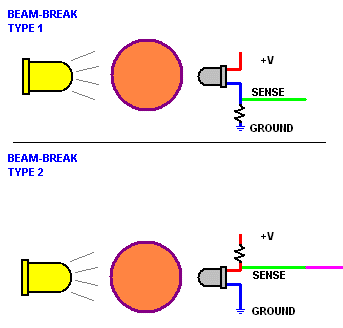 BEAM-BREAK
TYPE 1
+V
SENSE
GROUND
BEAM-BREAK
TYPE 2
+V
SENSE
GROUND